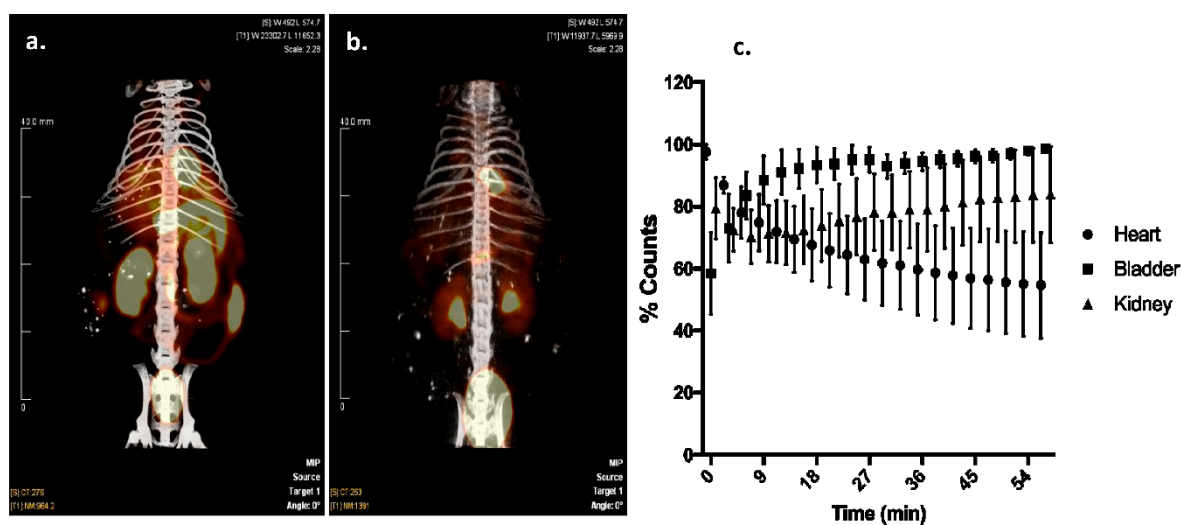 a.
[S]:W 492 L 574.7
[T1]:W 23302.7 L 11652.3
Scale: 2.28
40.0 mm
0
MIP
Source
Target 1
Angle: 0°
[S]:CT:276
[T1]:NM:964.2
b.
[S]:W 492 L 574.7
[T1]:W11937.7 L 5969.9
Scale: 2.28
40.0 mm
0
MIP
Source
Target 1
Angle: 0°
[S]:CT:263
[T1]:NM:1391
c.
% Counts
120
100
80
60
40
20
0
0 9 18 27 36 45 54
Time (min)
Heart
Bladder
Kidney